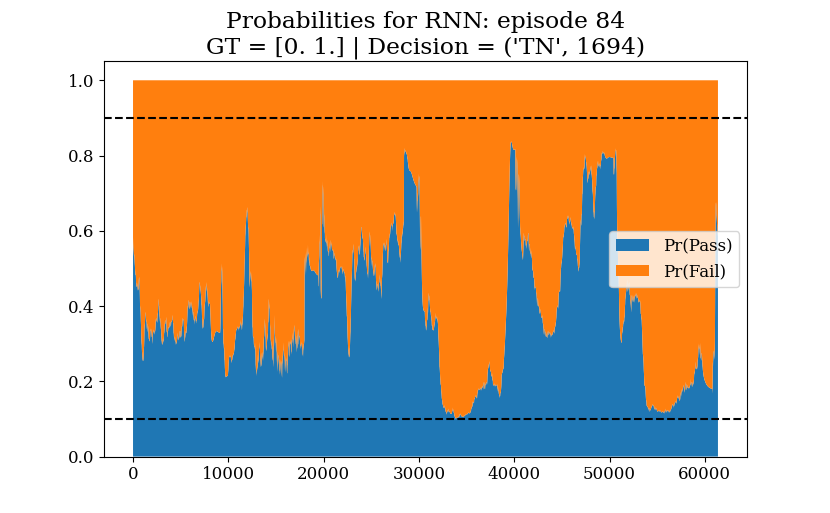 Probabilities for RNN: episode 84
GT = [0. 1.] | Decision = ('TN', 1694)
1.0
0.8
0.6
0.4
0.2
0.0
Pr(Pass)
Pr(Fail)
0 10000 20000 30000 40000 50000 60000